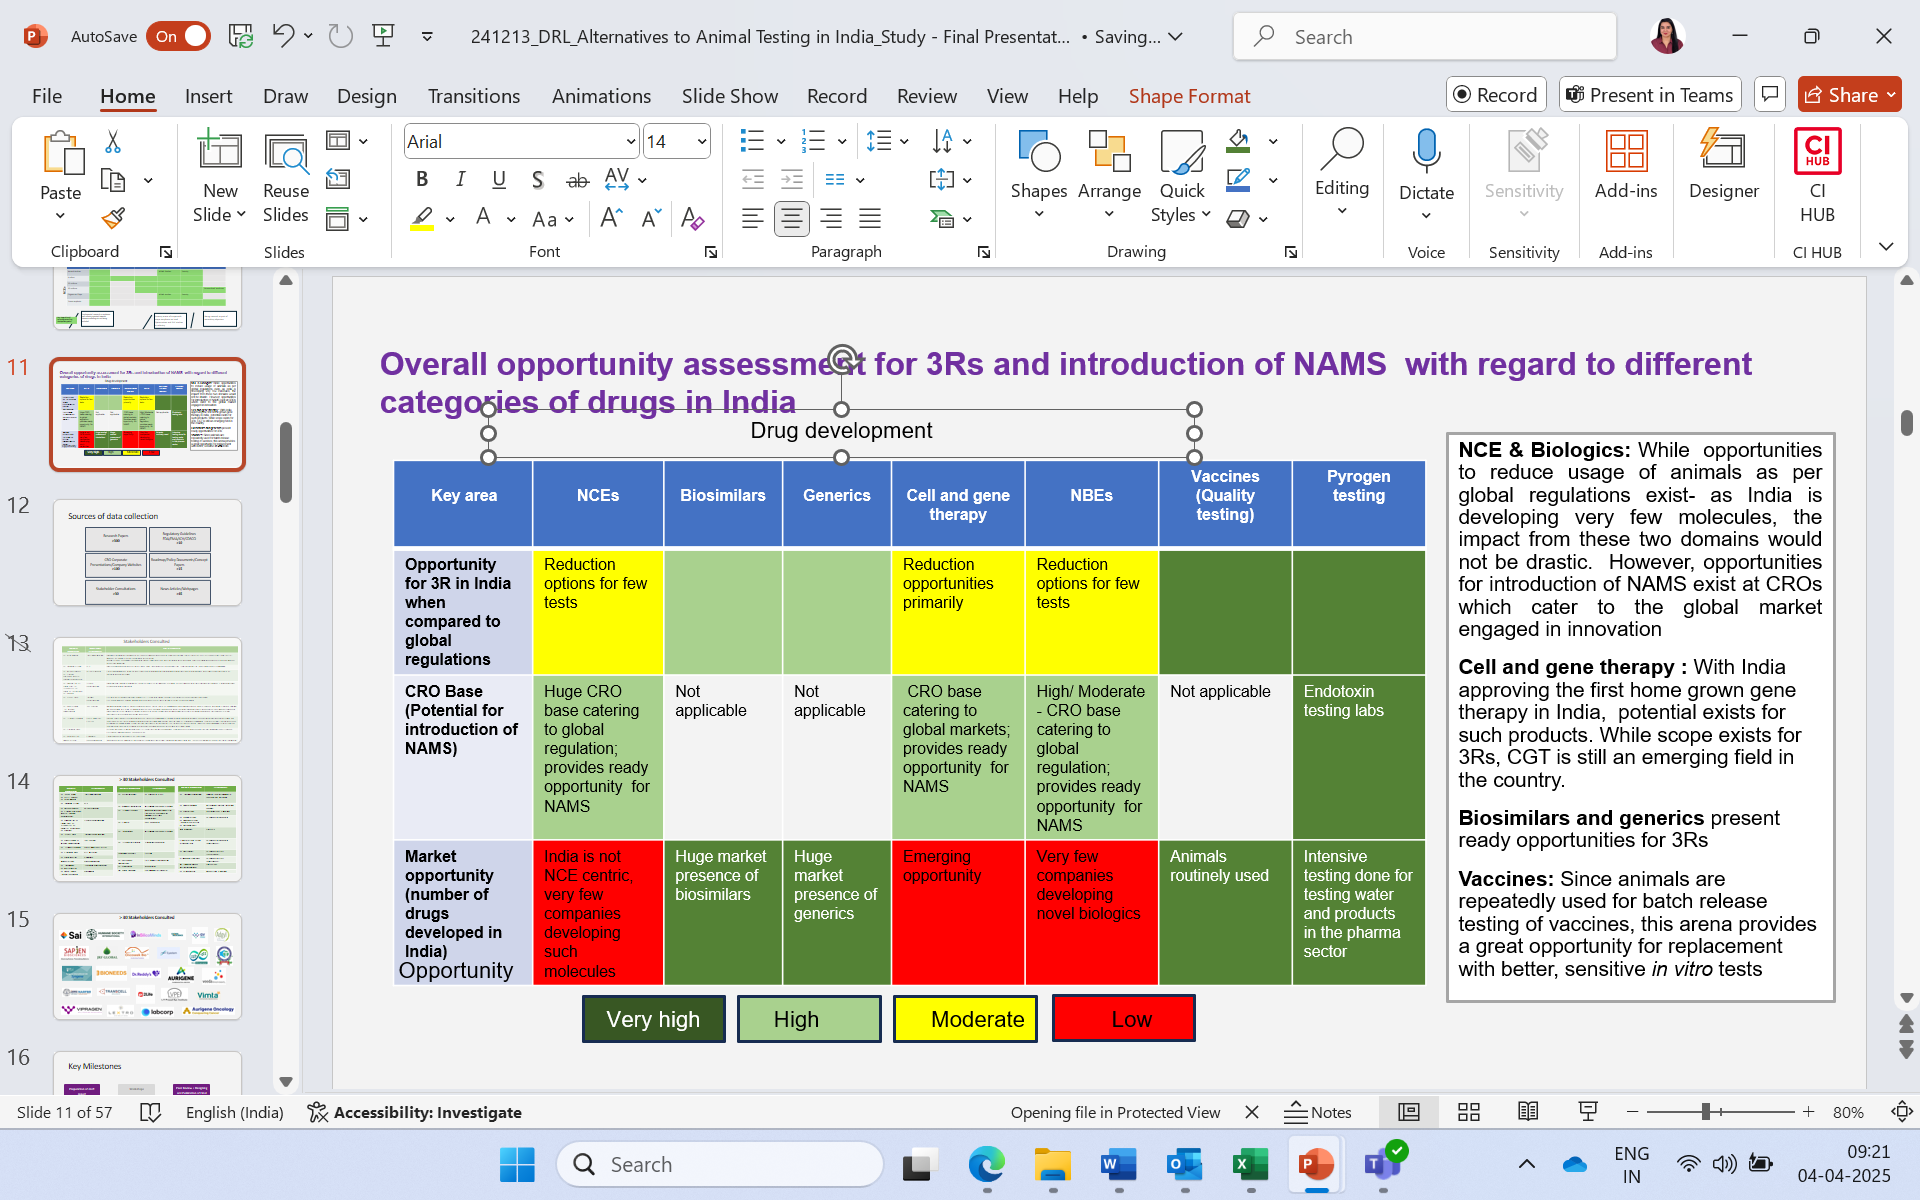 AutoSave On
241213_DRL_Alternatives to Animal Testing in India_Study - Final Presentat... • Saving...
Search
File Home Insert Draw Design Transitions Animations Slide Show Record Review View Help Shape Format
Record Present in Teams Share
Paste
Clipboard
New Slide
Reuse Slides
Slides
Arial 14
B I U S ab AV
A Aa A A A
Font
Paragraph
Shapes
Arrange
Quick Styles
Drawing
Editing
Dictate
Voice
Sensitivity
Sensitivity
Add-ins
Add-ins
Designer
CI HUB
CI HUB
CI HUB
11
12
Sources of data collection
13
Stakeholders Consulted
14
> 30 Stakeholders Consulted
15
> 30 Stakeholders Consulted
16
Key Milestones
Overall opportunity assessment for 3Rs and introduction of NAMS with regard to different
categories of drugs in India
Drug development
Key area
NCEs
Biosimilars
Generics
Cell and gene
therapy
NBEs
Vaccines
(Quality
testing)
Pyrogen
testing
Opportunity
for 3R in India
when
compared to
global
regulations
Reduction
options for few
tests
Reduction
opportunities
primarily
Reduction
options for few
tests
CRO Base
(Potential for
introduction of
NAMS)
Huge CRO
base catering
to global
regulation;
provides ready
opportunity for
NAMS
Not
applicable
Not
applicable
CRO base
catering to
global markets;
provides ready
opportunity for
NAMS
High/ Moderate
- CRO base
catering to
global
regulation;
provides ready
opportunity for
NAMS
Not applicable
Endotoxin
testing labs
Market
opportunity
(number of
drugs
developed in
India)
India is not
NCE centric,
very few
companies
developing
such
molecules
Huge market
presence of
biosimilars
Huge
market
presence of
generics
Emerging
opportunity
Very few
companies
developing
novel biologics
Animals
routinely used
Intensive
testing done for
testing water
and products
in the pharma
sector
Opportunity
Very high
High
Moderate
Low
NCE & Biologics: While opportunities
to reduce usage of animals as per
global regulations exist- as India is
developing very few molecules, the
impact from these two domains would
not be drastic. However, opportunities
for introduction of NAMS exist at CROs
which cater to the global market
engaged in innovation
Cell and gene therapy : With India
approving the first home grown gene
therapy in India, potential exists for
such products. While scope exists for
3Rs, CGT is still an emerging field in
the country.
Biosimilars and generics present
ready opportunities for 3Rs
Vaccines: Since animals are
repeatedly used for batch release
testing of vaccines, this arena provides
a great opportunity for replacement
with better, sensitive in vitro tests
Slide 11 of 57 English (India) Accessibility: Investigate
Opening file in Protected View Notes 80%
Search
ENG
IN
09:21
04-04-2025